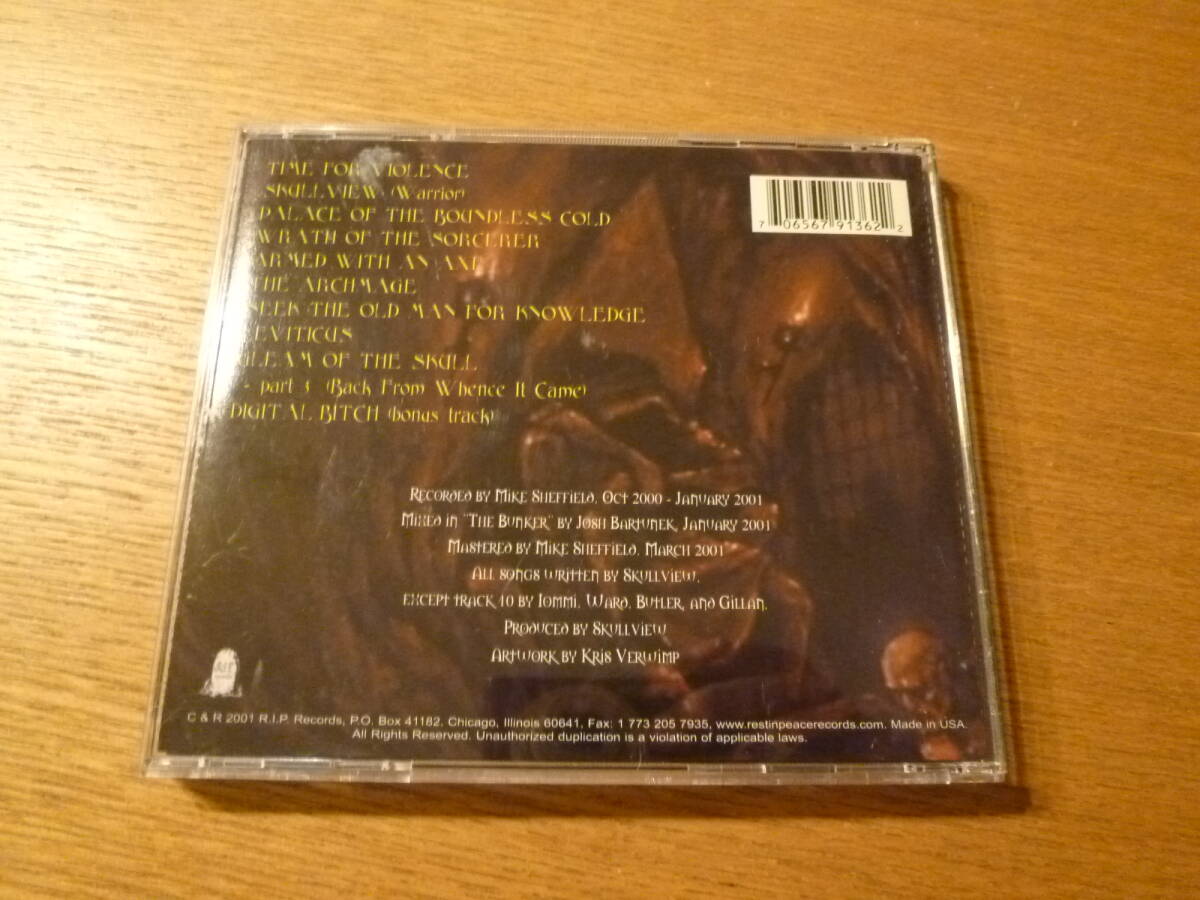 TIME FOR VIOLENCE
SKULLVIEW (Warrior)
PALACE OF THE BOUNDLESS COLD
WRATH OF THE SORCERER
ARMED WITH AN AXE
THE ARCHMAGE
SEEK THE OLD MAN FOR KNOWLEDGE
LEVITICUS
GLEAM OF THE SKULL
- part 3 (Back From Whence It Came)
DIGITAL BITCH (bonus track)
7 06567 91362 2
Recorded by Mike Sheffield, Oct 2000 - January 2001
Mixed in "The Bunker" by Josh Bartunek, January 2001
Mastered by Mike Sheffield, March 2001
All songs written by Skullview,
except track 10 by Iommi, Ward, Butler, and Gillan.
Produced by Skullview
Artwork by Kris Verwimp
R.I.P.
C & R 2001 R.I.P. Records, P.O. Box 41182, Chicago, Illinois 60641, Fax: 1 773 205 7935, www.restinpeacerecords.com. Made in USA.
All Rights Reserved. Unauthorized duplication is a violation of applicable laws.